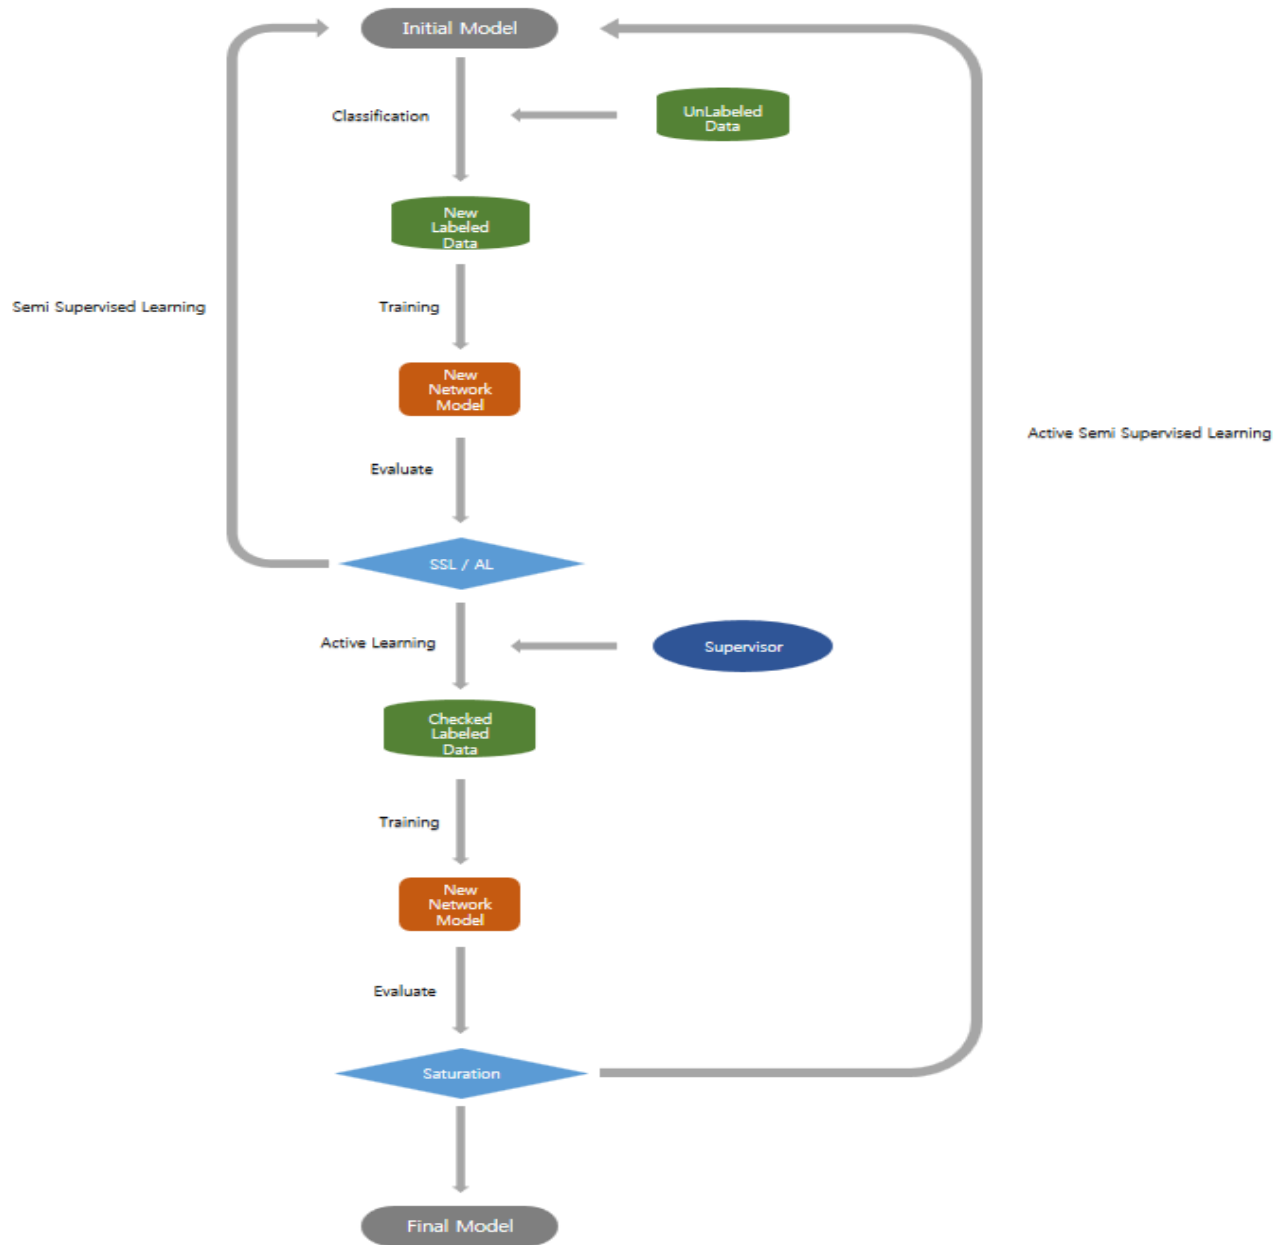 Initial Model
Classification
UnLabeled
Data
New
Labeled
Data
Semi Supervised Learning
Training
New
Network
Model
Active Semi Supervised Learning
Evaluate
SSL / AL
Active Learning
Supervisor
Checked
Labeled
Data
Training
New
Network
Model
Evaluate
Saturation
Final Model